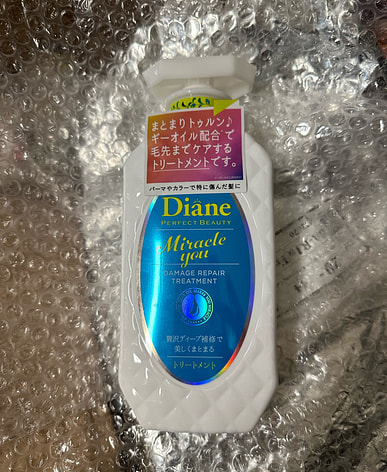 まとまりトゥルン♪
ギーオイル配合*で
毛先までケアする
トリートメントです。
パーマやカラーで特に傷んだ髪に
Diane
PERFECT BEAUTY
Miracle
you
DAMAGE REPAIR
TREATMENT
贅沢ディープ補修で
美しくまとまる
トリートメント